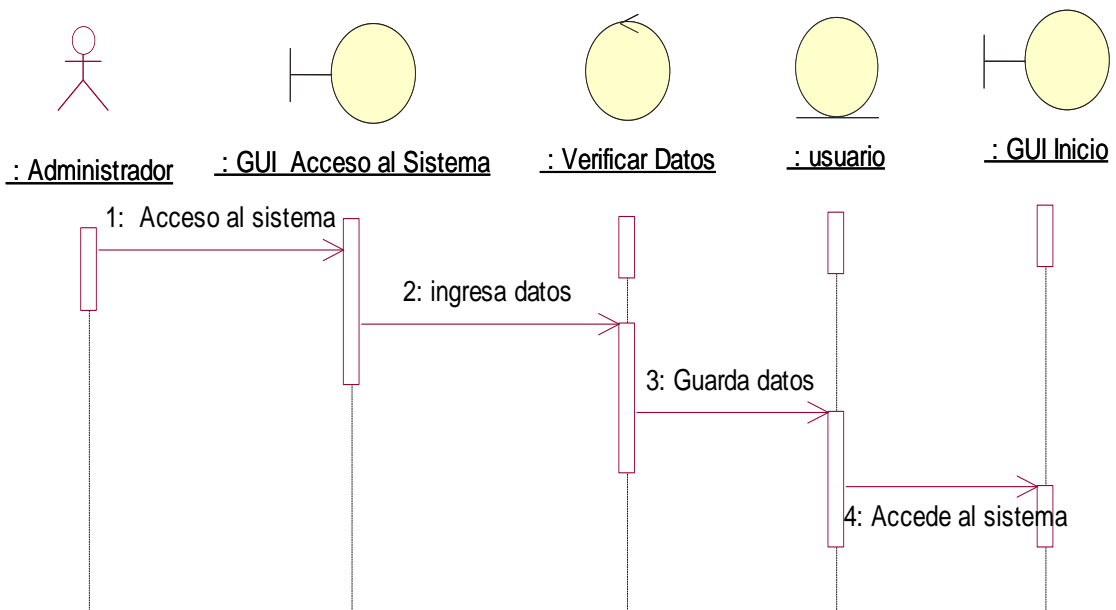 : Administrador
: GUI Acceso al Sistema
: Verificar Datos
: usuario
: GUI Inicio
1: Acceso al sistema
2: ingresa datos
3: Guarda datos
4: Accede al sistema